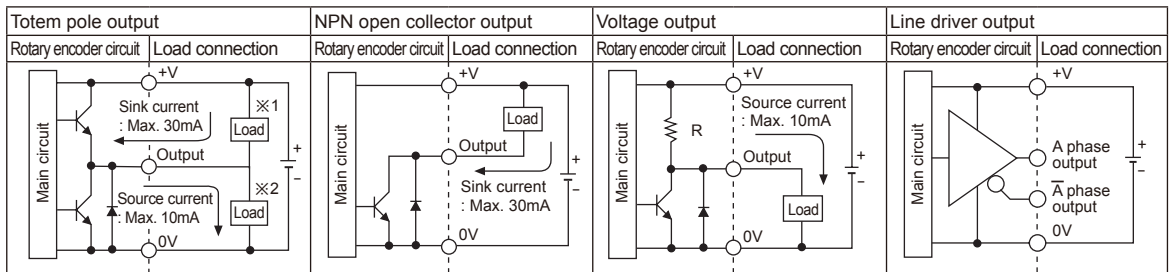 Totem pole output
Rotary encoder circuit
Load connection
Main circuit
+V
Sink current
: Max. 30mA
※1
Load
Output
Source current
: Max. 10mA
※2
Load
0V
+
−
NPN open collector output
Rotary encoder circuit
Load connection
Main circuit
+V
Load
Output
Sink current
: Max. 30mA
0V
+
−
Voltage output
Rotary encoder circuit
Load connection
Main circuit
+V
Source current
: Max. 10mA
R
Output
Load
0V
+
−
Line driver output
Rotary encoder circuit
Load connection
Main circuit
+V
A phase
output
A̅ phase
output
0V
+
−